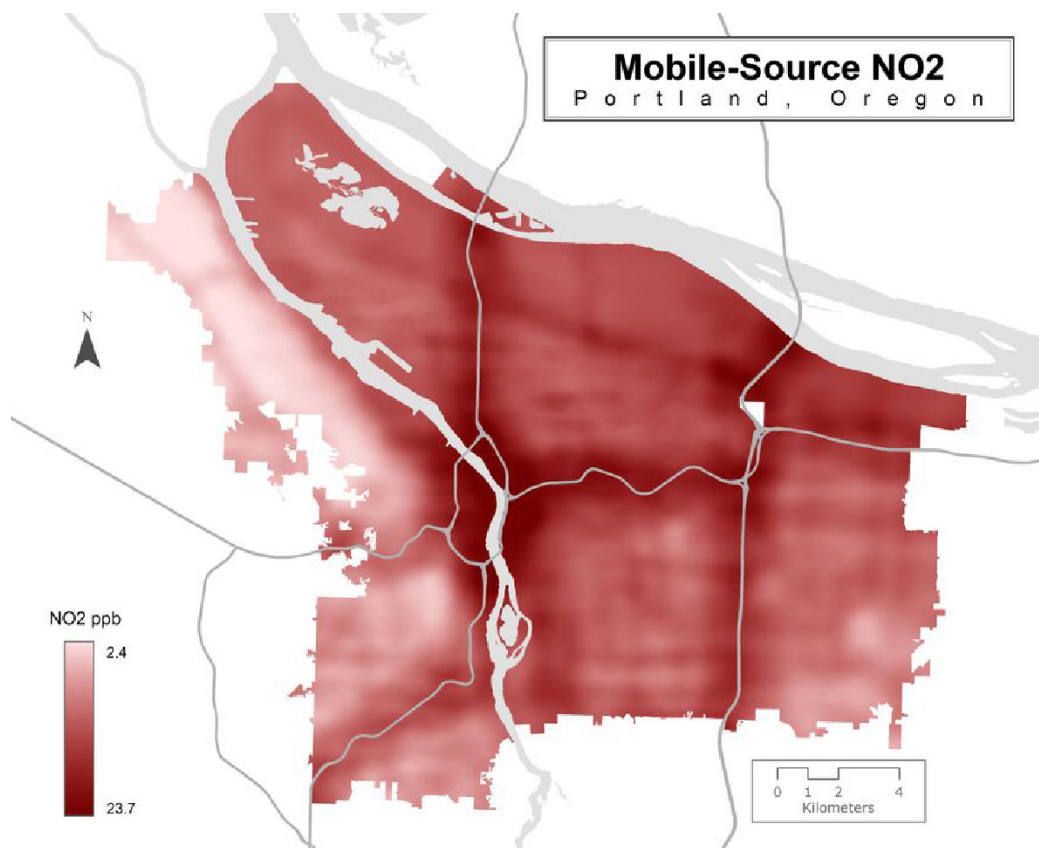 Mobile-Source NO2
Portland, Oregon
N
NO2 ppb
2.4
23.7
0 1 2 4
Kilometers